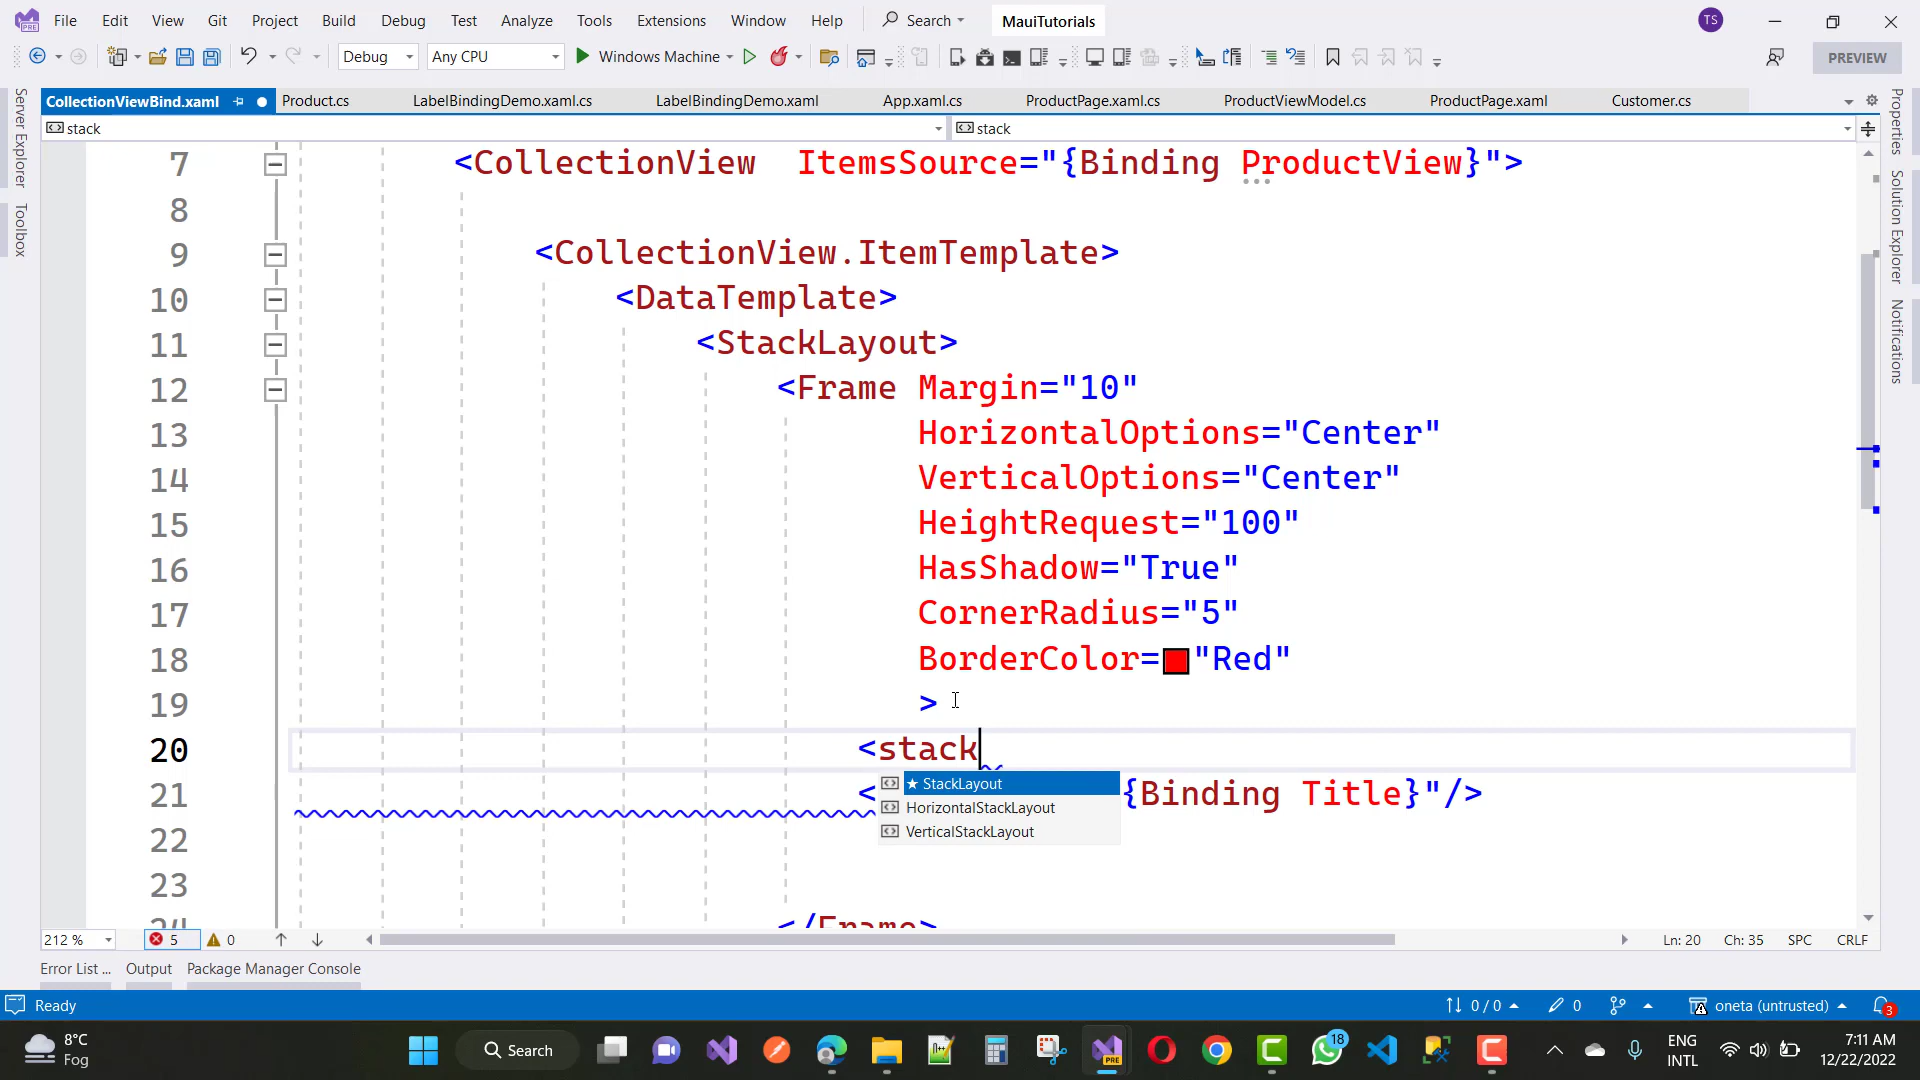 File Edit View Git Project Build Debug Test Analyze Tools Extensions Window Help Search MauiTutorials TS
Debug Any CPU Windows Machine PREVIEW
CollectionViewBind.xaml Product.cs LabelBindingDemo.xaml.cs LabelBindingDemo.xaml App.xaml.cs ProductPage.xaml.cs ProductViewModel.cs ProductPage.xaml Customer.cs
stack stack
Server Explorer
Toolbox
Properties
Solution Explorer
Notifications
7 <CollectionView ItemsSource="{Binding ProductView}">
8
9 <CollectionView.ItemTemplate>
10 <DataTemplate>
11 <StackLayout>
12 <Frame Margin="10"
13 HorizontalOptions="Center"
14 VerticalOptions="Center"
15 HeightRequest="100"
16 HasShadow="True"
17 CornerRadius="5"
18 BorderColor="Red"
19 >
20 <stack
21 < {Binding Title}"/>
★ StackLayout
HorizontalStackLayout
VerticalStackLayout
22
23
24 </Frame>
212 % 5 0 Ln: 20 Ch: 35 SPC CRLF
Error List ... Output Package Manager Console
Ready 0 / 0 0 oneta (untrusted) 3
8°C
Fog
Search
PRE
18
ENG
INTL
7:11 AM
12/22/2022